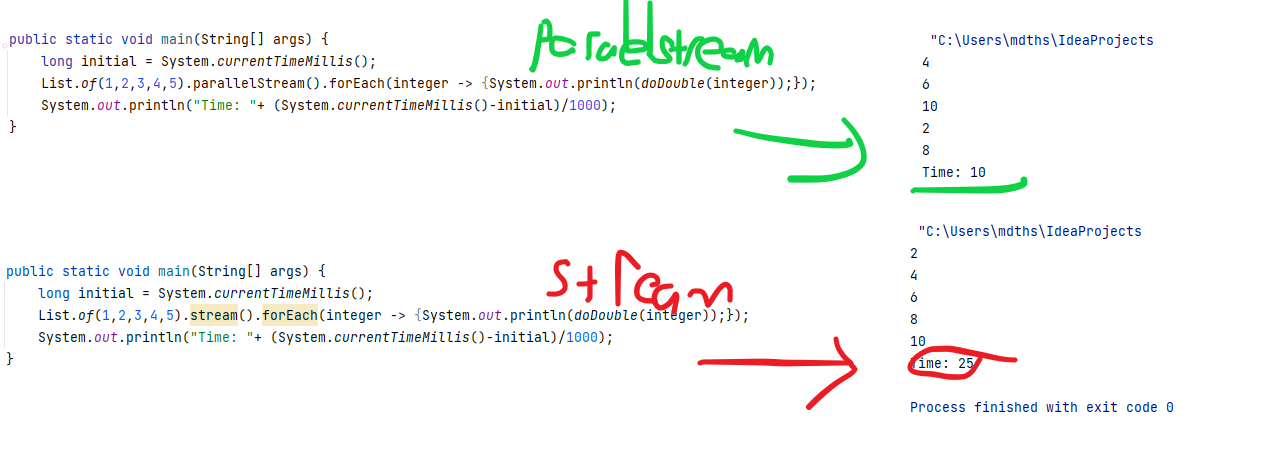 Parallelstream
public static void main(String[] args) {
long initial = System.currentTimeMillis();
List.of(1,2,3,4,5).parallelStream().forEach(integer -> {System.out.println(doDouble(integer));});
System.out.println("Time: "+ (System.currentTimeMillis()-initial)/1000);
}
"C:\Users\mdths\IdeaProjects
4
6
10
2
8
Time: 10
Stream
public static void main(String[] args) {
long initial = System.currentTimeMillis();
List.of(1,2,3,4,5).stream().forEach(integer -> {System.out.println(doDouble(integer));});
System.out.println("Time: "+ (System.currentTimeMillis()-initial)/1000);
}
"C:\Users\mdths\IdeaProjects
2
4
6
8
10
Time: 25
Process finished with exit code 0